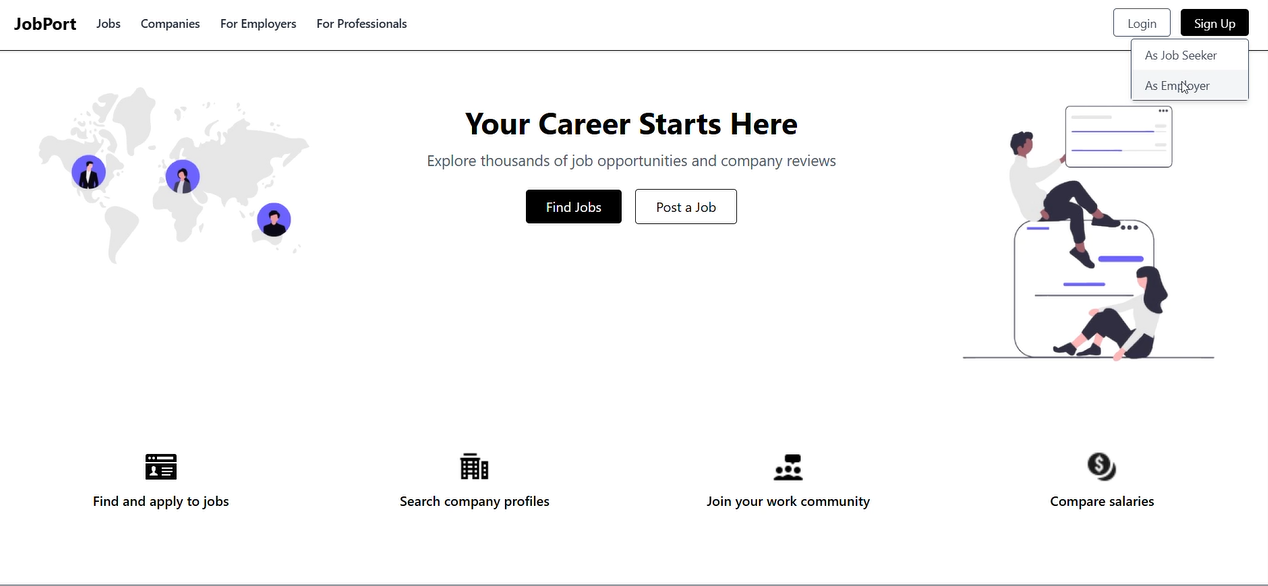 JobPort Jobs Companies For Employers For Professionals Login Sign Up
As Job Seeker
As Employer
Your Career Starts Here
Explore thousands of job opportunities and company reviews
Find Jobs Post a Job
Find and apply to jobs Search company profiles Join your work community Compare salaries